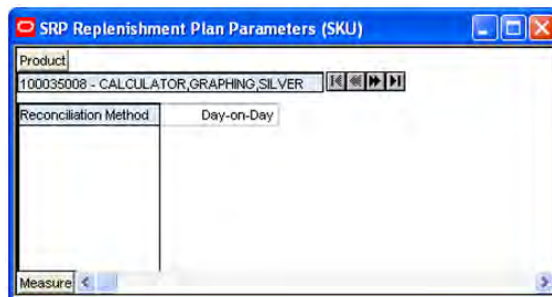 SRP Replenishment Plan Parameters (SKU)
Product
100035008 - CALCULATOR,GRAPHING,SILVER
Reconciliation Method Day-on-Day
Measure